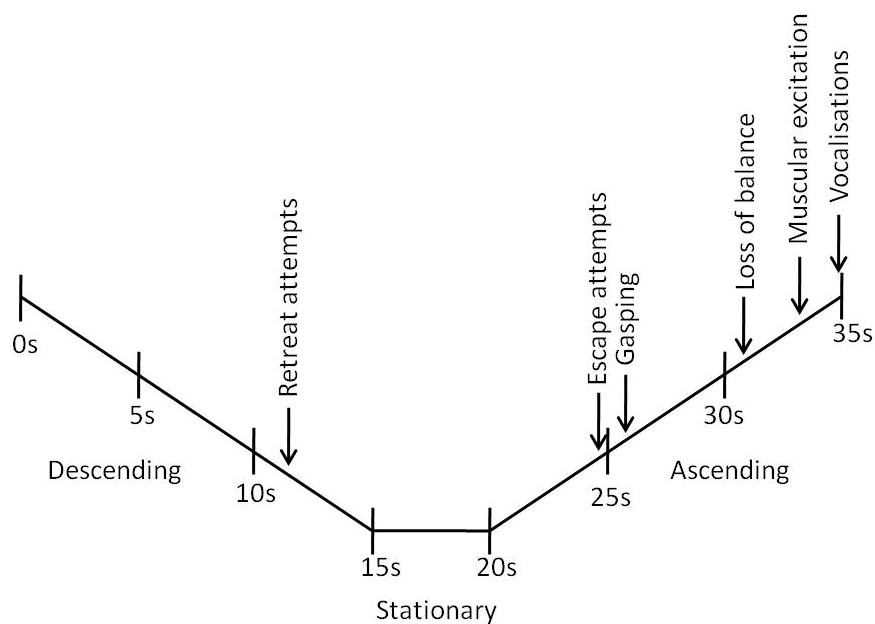 Muscular excitation
Vocalisations
Loss of balance
Retreat attempts
Escape attempts
Gasping
0s
35s
5s
30s
Descending
Ascending
10s
25s
15s
20s
Stationary